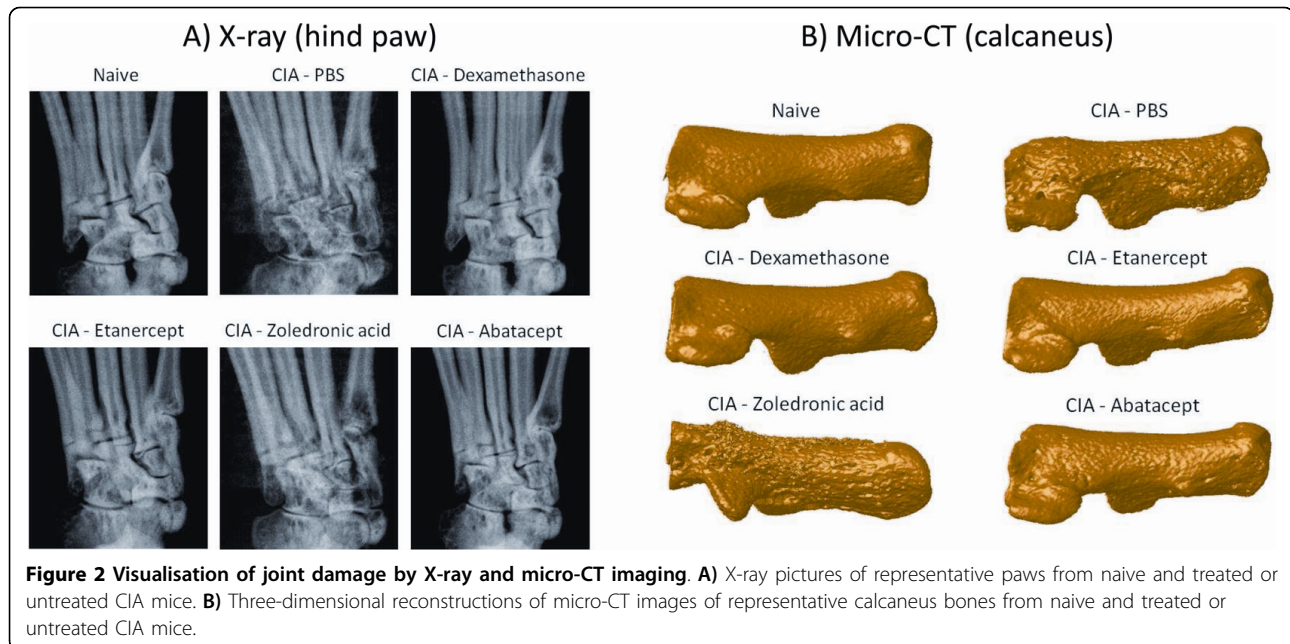 A) X-ray (hind paw)
Naive
CIA - PBS
CIA - Dexamethasone
CIA - Etanercept
CIA - Zoledronic acid
CIA - Abatacept
B) Micro-CT (calcaneus)
Naive
CIA - PBS
CIA - Dexamethasone
CIA - Etanercept
CIA - Zoledronic acid
CIA - Abatacept
Figure 2 Visualisation of joint damage by X-ray and micro-CT imaging. A) X-ray pictures of representative paws from naive and treated or
untreated CIA mice. B) Three-dimensional reconstructions of micro-CT images of representative calcaneus bones from naive and treated or
untreated CIA mice.